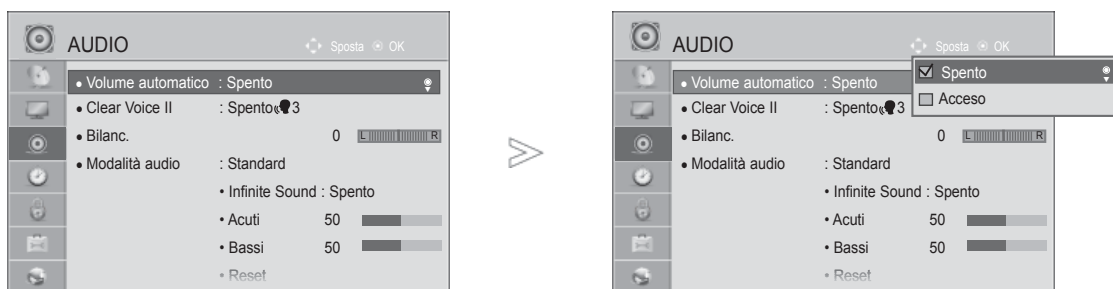 AUDIO
Sposta OK
• Volume automatico : Spento
• Clear Voice II : Spento 3
• Bilanc. 0 L R
• Modalità audio : Standard
• Infinite Sound : Spento
• Acuti 50
• Bassi 50
• Reset
AUDIO
Sposta OK
• Volume automatico : Spento
• Clear Voice II : Spento 3
• Bilanc. 0 L R
• Modalità audio : Standard
• Infinite Sound : Spento
• Acuti 50
• Bassi 50
• Reset
Spento
Acceso